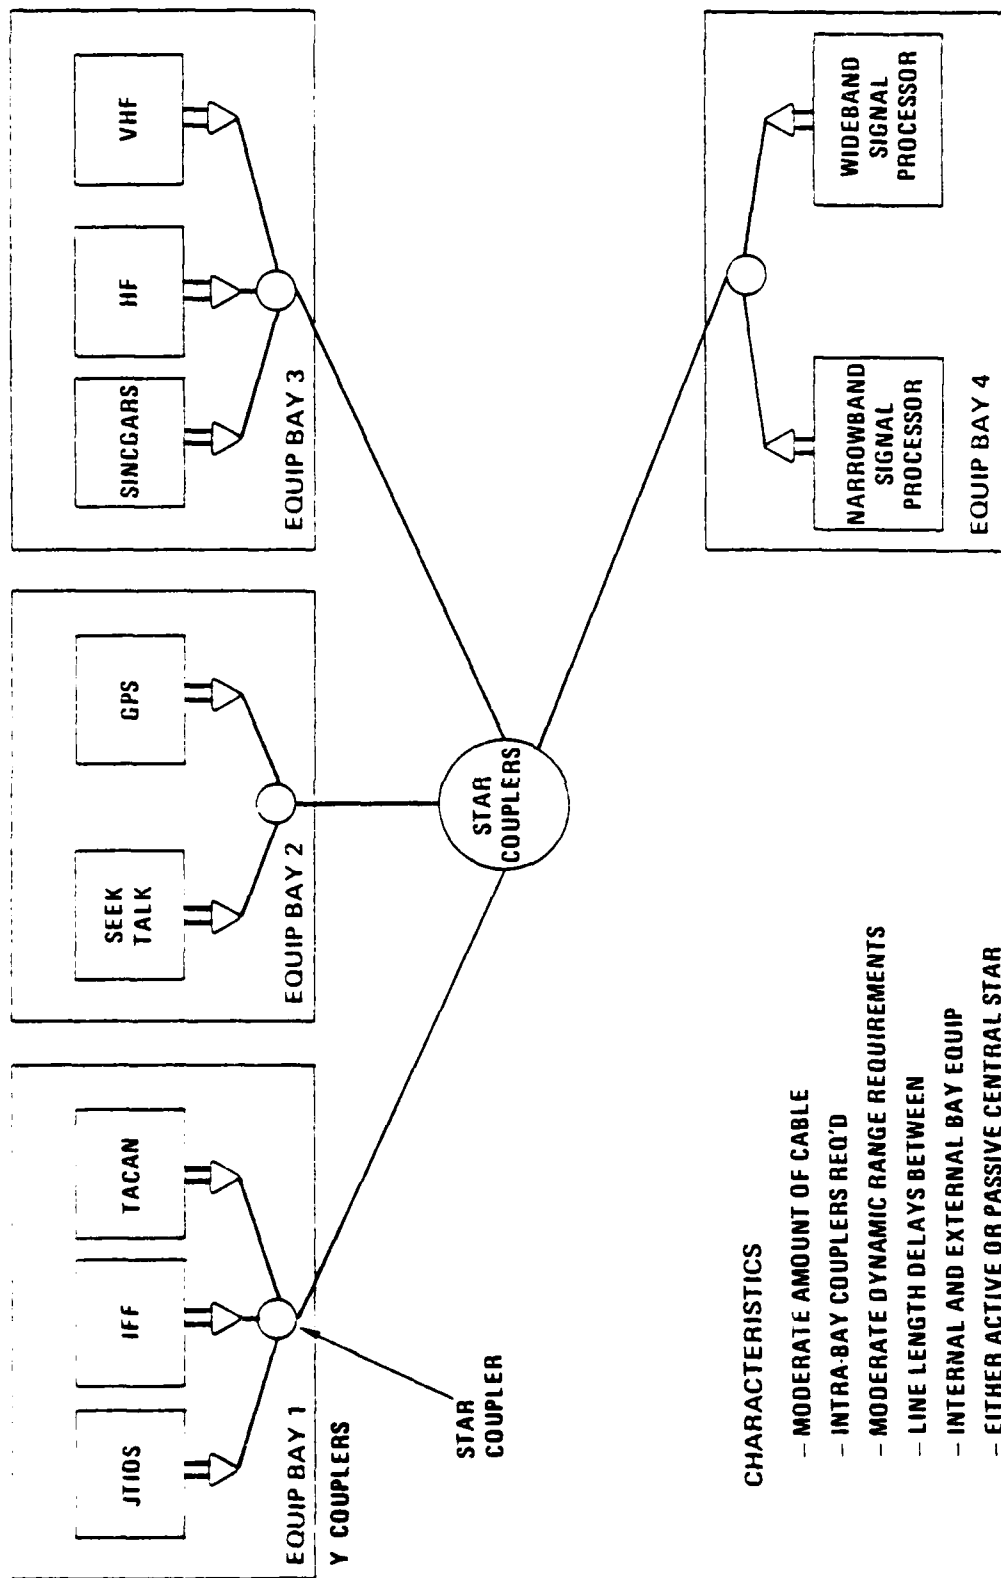 JTIDS
IFF
TACAN
EQUIP BAY 1
Y COUPLERS
STAR
COUPLER
SEEK
TALK
GPS
EQUIP BAY 2
SINCGARS
HF
VHF
EQUIP BAY 3
STAR
COUPLERS
NARROWBAND
SIGNAL
PROCESSOR
WIDEBAND
SIGNAL
PROCESSOR
EQUIP BAY 4
CHARACTERISTICS
– MODERATE AMOUNT OF CABLE
– INTRA-BAY COUPLERS REQ'D
– MODERATE DYNAMIC RANGE REQUIREMENTS
– LINE LENGTH DELAYS BETWEEN
– INTERNAL AND EXTERNAL BAY EQUIP
– EITHER ACTIVE OR PASSIVE CENTRAL STAR